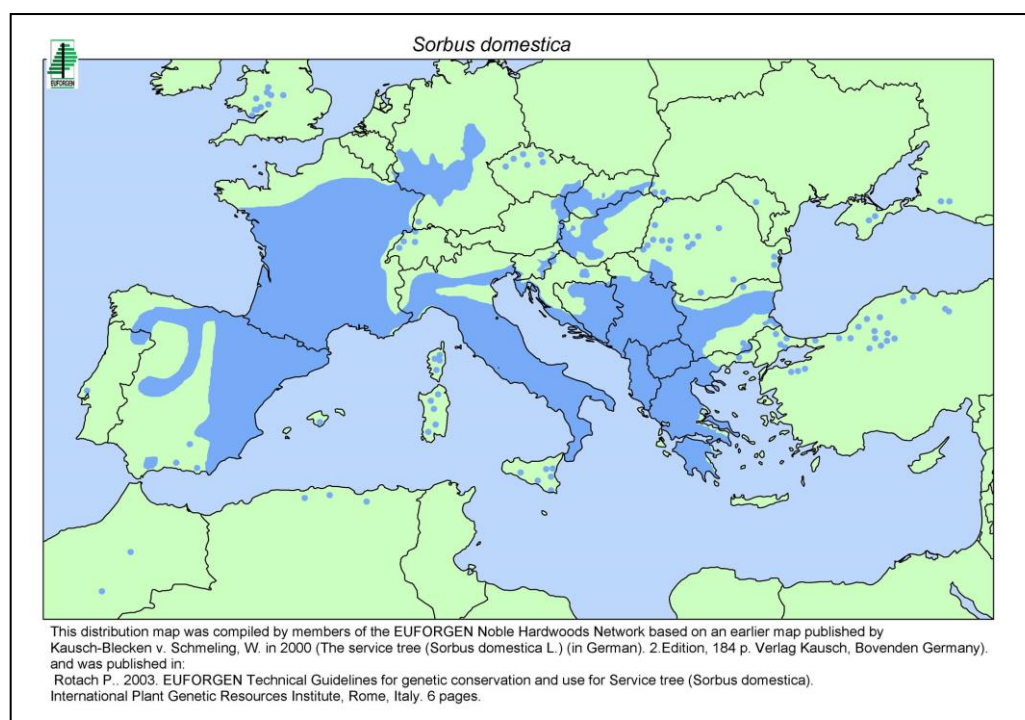 Sorbus domestica
EUFORGEN
This distribution map was compiled by members of the EUFORGEN Noble Hardwoods Network based on an earlier map published by
Kausch-Blecken v. Schmeling, W. in 2000 (The service tree (Sorbus domestica L.) (in German). 2.Edition, 184 p. Verlag Kausch, Bovenden Germany).
and was published in:
Rotach P.. 2003. EUFORGEN Technical Guidelines for genetic conservation and use for Service tree (Sorbus domestica).
International Plant Genetic Resources Institute, Rome, Italy. 6 pages.